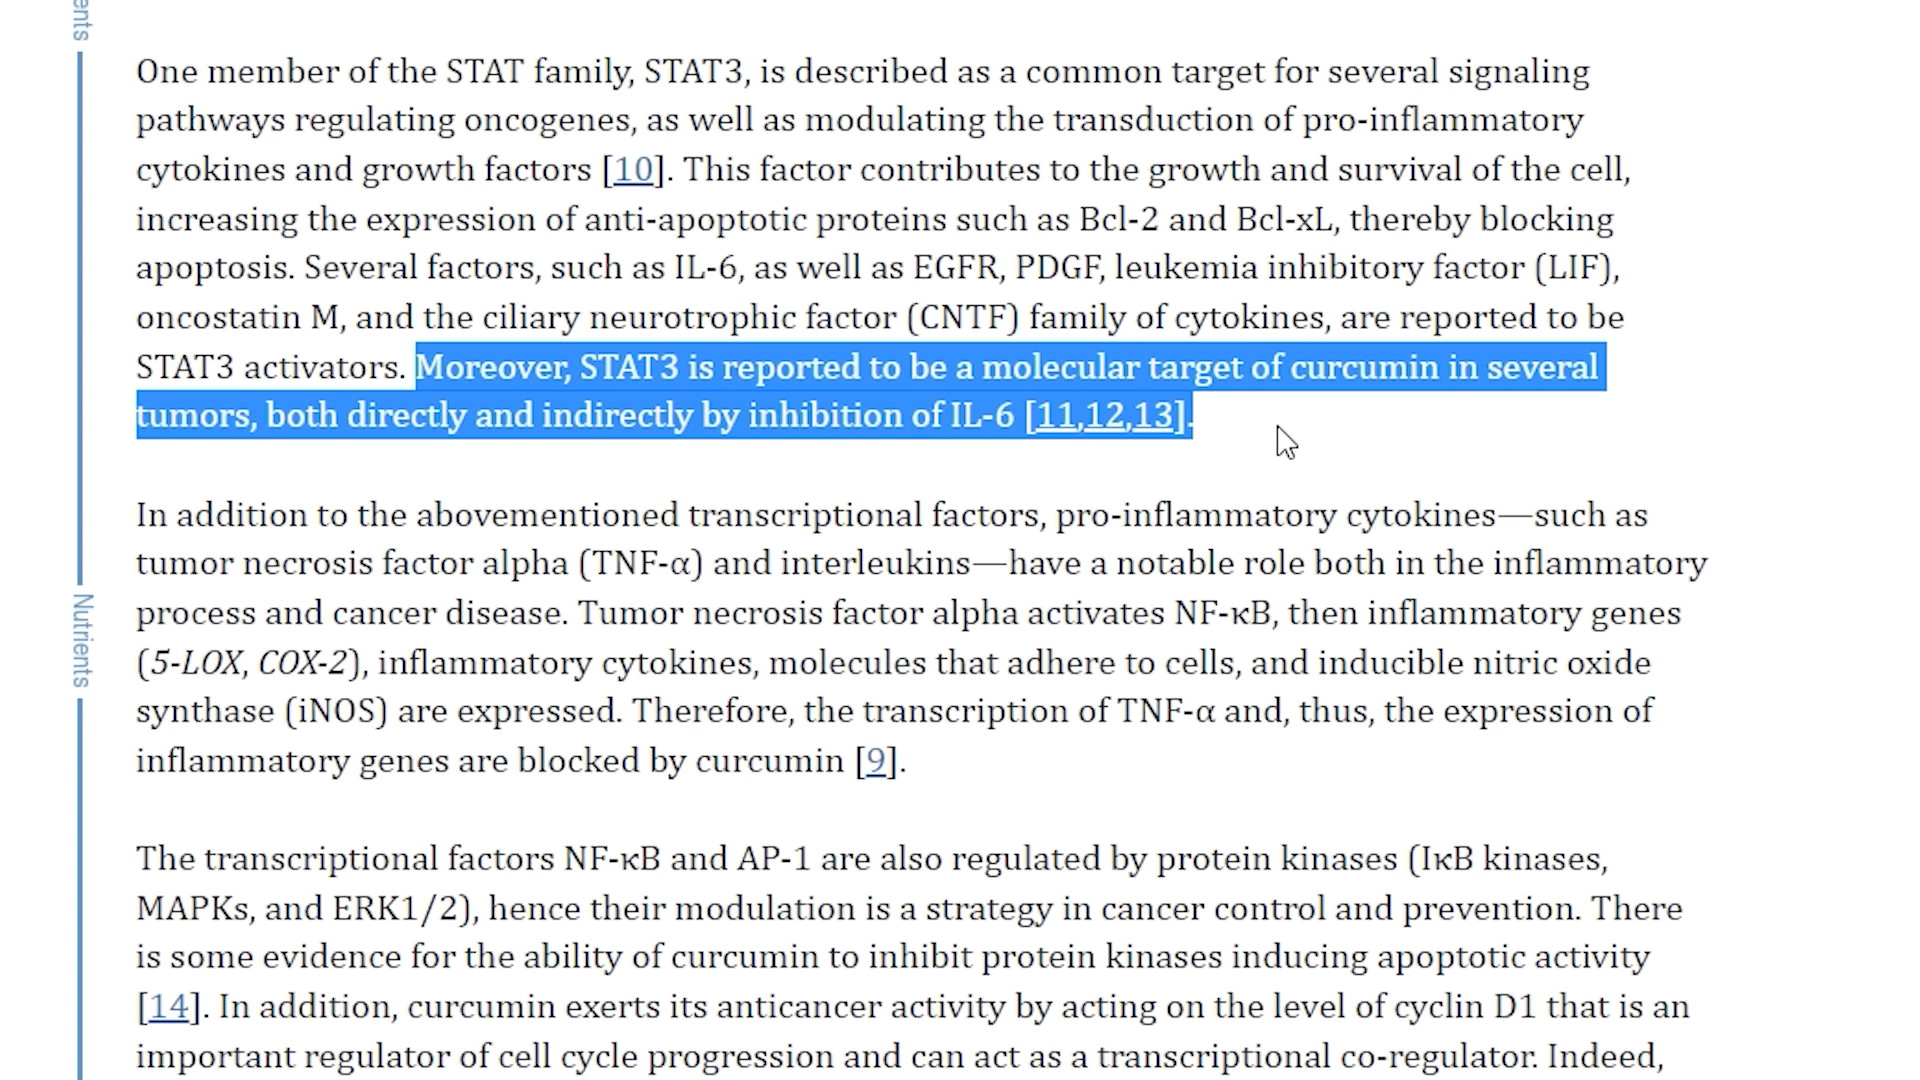 ents
One member of the STAT family, STAT3, is described as a common target for several signaling
pathways regulating oncogenes, as well as modulating the transduction of pro-inflammatory
cytokines and growth factors [10]. This factor contributes to the growth and survival of the cell,
increasing the expression of anti-apoptotic proteins such as Bcl-2 and Bcl-xL, thereby blocking
apoptosis. Several factors, such as IL-6, as well as EGFR, PDGF, leukemia inhibitory factor (LIF),
oncostatin M, and the ciliary neurotrophic factor (CNTF) family of cytokines, are reported to be
STAT3 activators. Moreover, STAT3 is reported to be a molecular target of curcumin in several
tumors, both directly and indirectly by inhibition of IL-6 [11,12,13].
In addition to the abovementioned transcriptional factors, pro-inflammatory cytokines—such as
tumor necrosis factor alpha (TNF-α) and interleukins—have a notable role both in the inflammatory
process and cancer disease. Tumor necrosis factor alpha activates NF-κB, then inflammatory genes
(5-LOX, COX-2), inflammatory cytokines, molecules that adhere to cells, and inducible nitric oxide
synthase (iNOS) are expressed. Therefore, the transcription of TNF-α and, thus, the expression of
inflammatory genes are blocked by curcumin [9].
Nutrients
The transcriptional factors NF-κB and AP-1 are also regulated by protein kinases (IκB kinases,
MAPKs, and ERK1/2), hence their modulation is a strategy in cancer control and prevention. There
is some evidence for the ability of curcumin to inhibit protein kinases inducing apoptotic activity
[14]. In addition, curcumin exerts its anticancer activity by acting on the level of cyclin D1 that is an
important regulator of cell cycle progression and can act as a transcriptional co-regulator. Indeed,